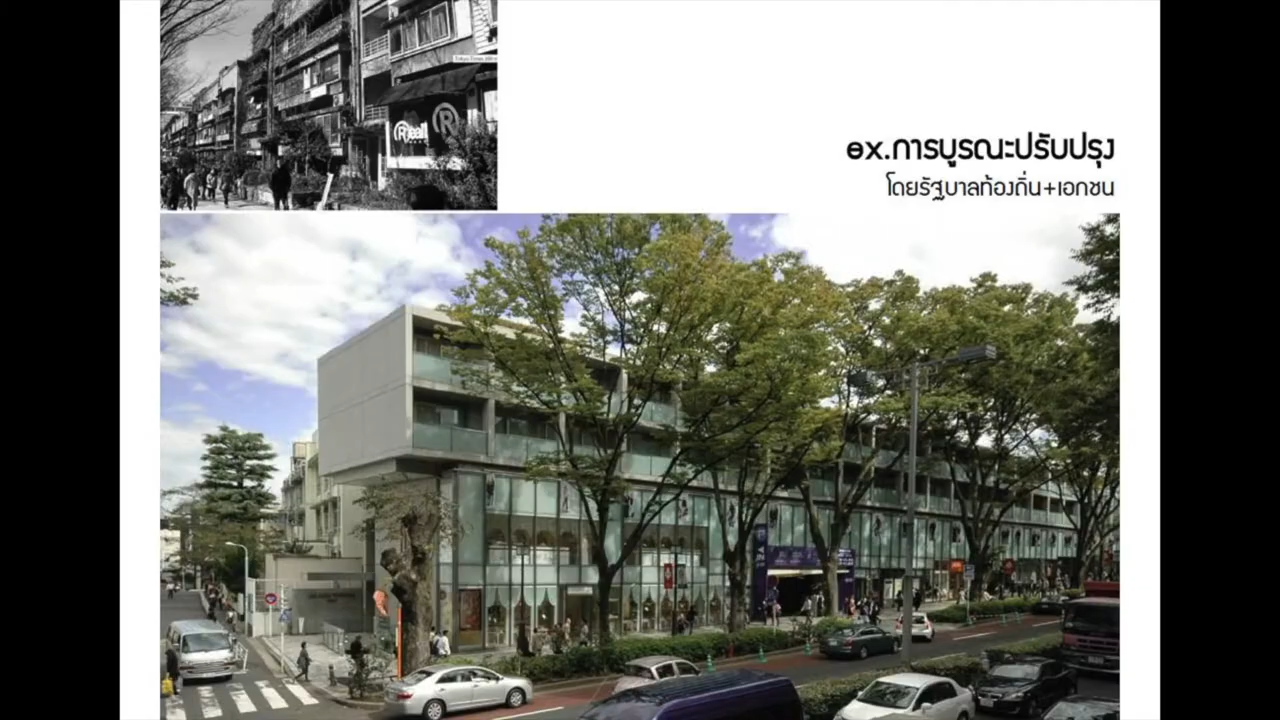 ex.การบูรณะปรับปรุง
โดยรัฐบาลท้องถิ่น+เอกชน
(R)eal!
R